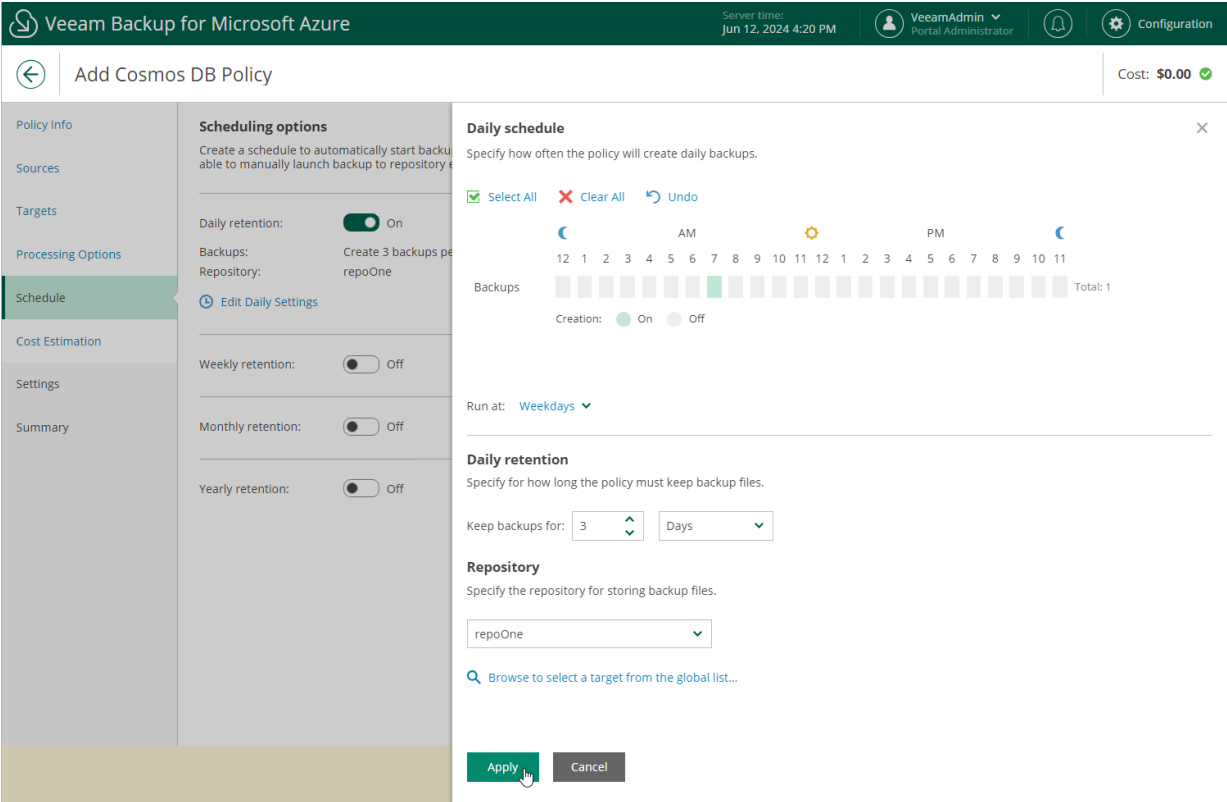 Veeam Backup for Microsoft Azure
Server time:
Jun 12, 2024 4:20 PM
VeeamAdmin
Portal Administrator
Configuration
Add Cosmos DB Policy
Cost: $0.00
Policy Info
Sources
Targets
Processing Options
Schedule
Cost Estimation
Settings
Summary
Scheduling options
Create a schedule to automatically start backu
able to manually launch backup to repository e
Daily retention: On
Backups: Create 3 backups pe
Repository: repoOne
Edit Daily Settings
Weekly retention: Off
Monthly retention: Off
Yearly retention: Off
Daily schedule
Specify how often the policy will create daily backups.
Select All Clear All Undo
AM PM
12 1 2 3 4 5 6 7 8 9 10 11 12 1 2 3 4 5 6 7 8 9 10 11
Backups Total: 1
Creation: On Off
Run at: Weekdays
Daily retention
Specify for how long the policy must keep backup files.
Keep backups for: 3 Days
Repository
Specify the repository for storing backup files.
repoOne
Browse to select a target from the global list...
Apply Cancel